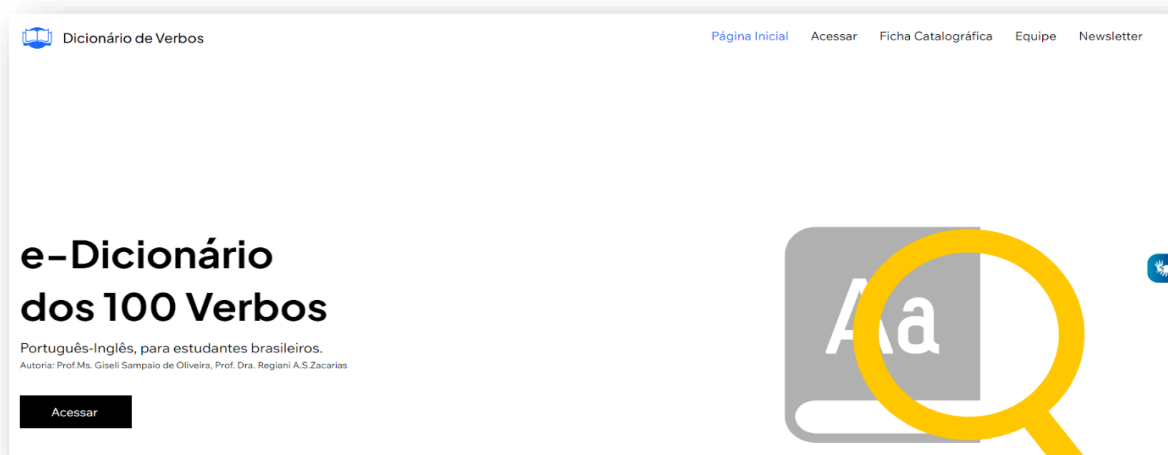 Dicionário de Verbos
Página Inicial Acessar Ficha Catalográfica Equipe Newsletter
e-Dicionário
dos 100 Verbos
Português-Inglês, para estudantes brasileiros.
Autoria: Prof.Ms. Giseli Sampaio de Oliveira, Prof. Dra. Regiani A.S.Zacarias
Acessar
Aa